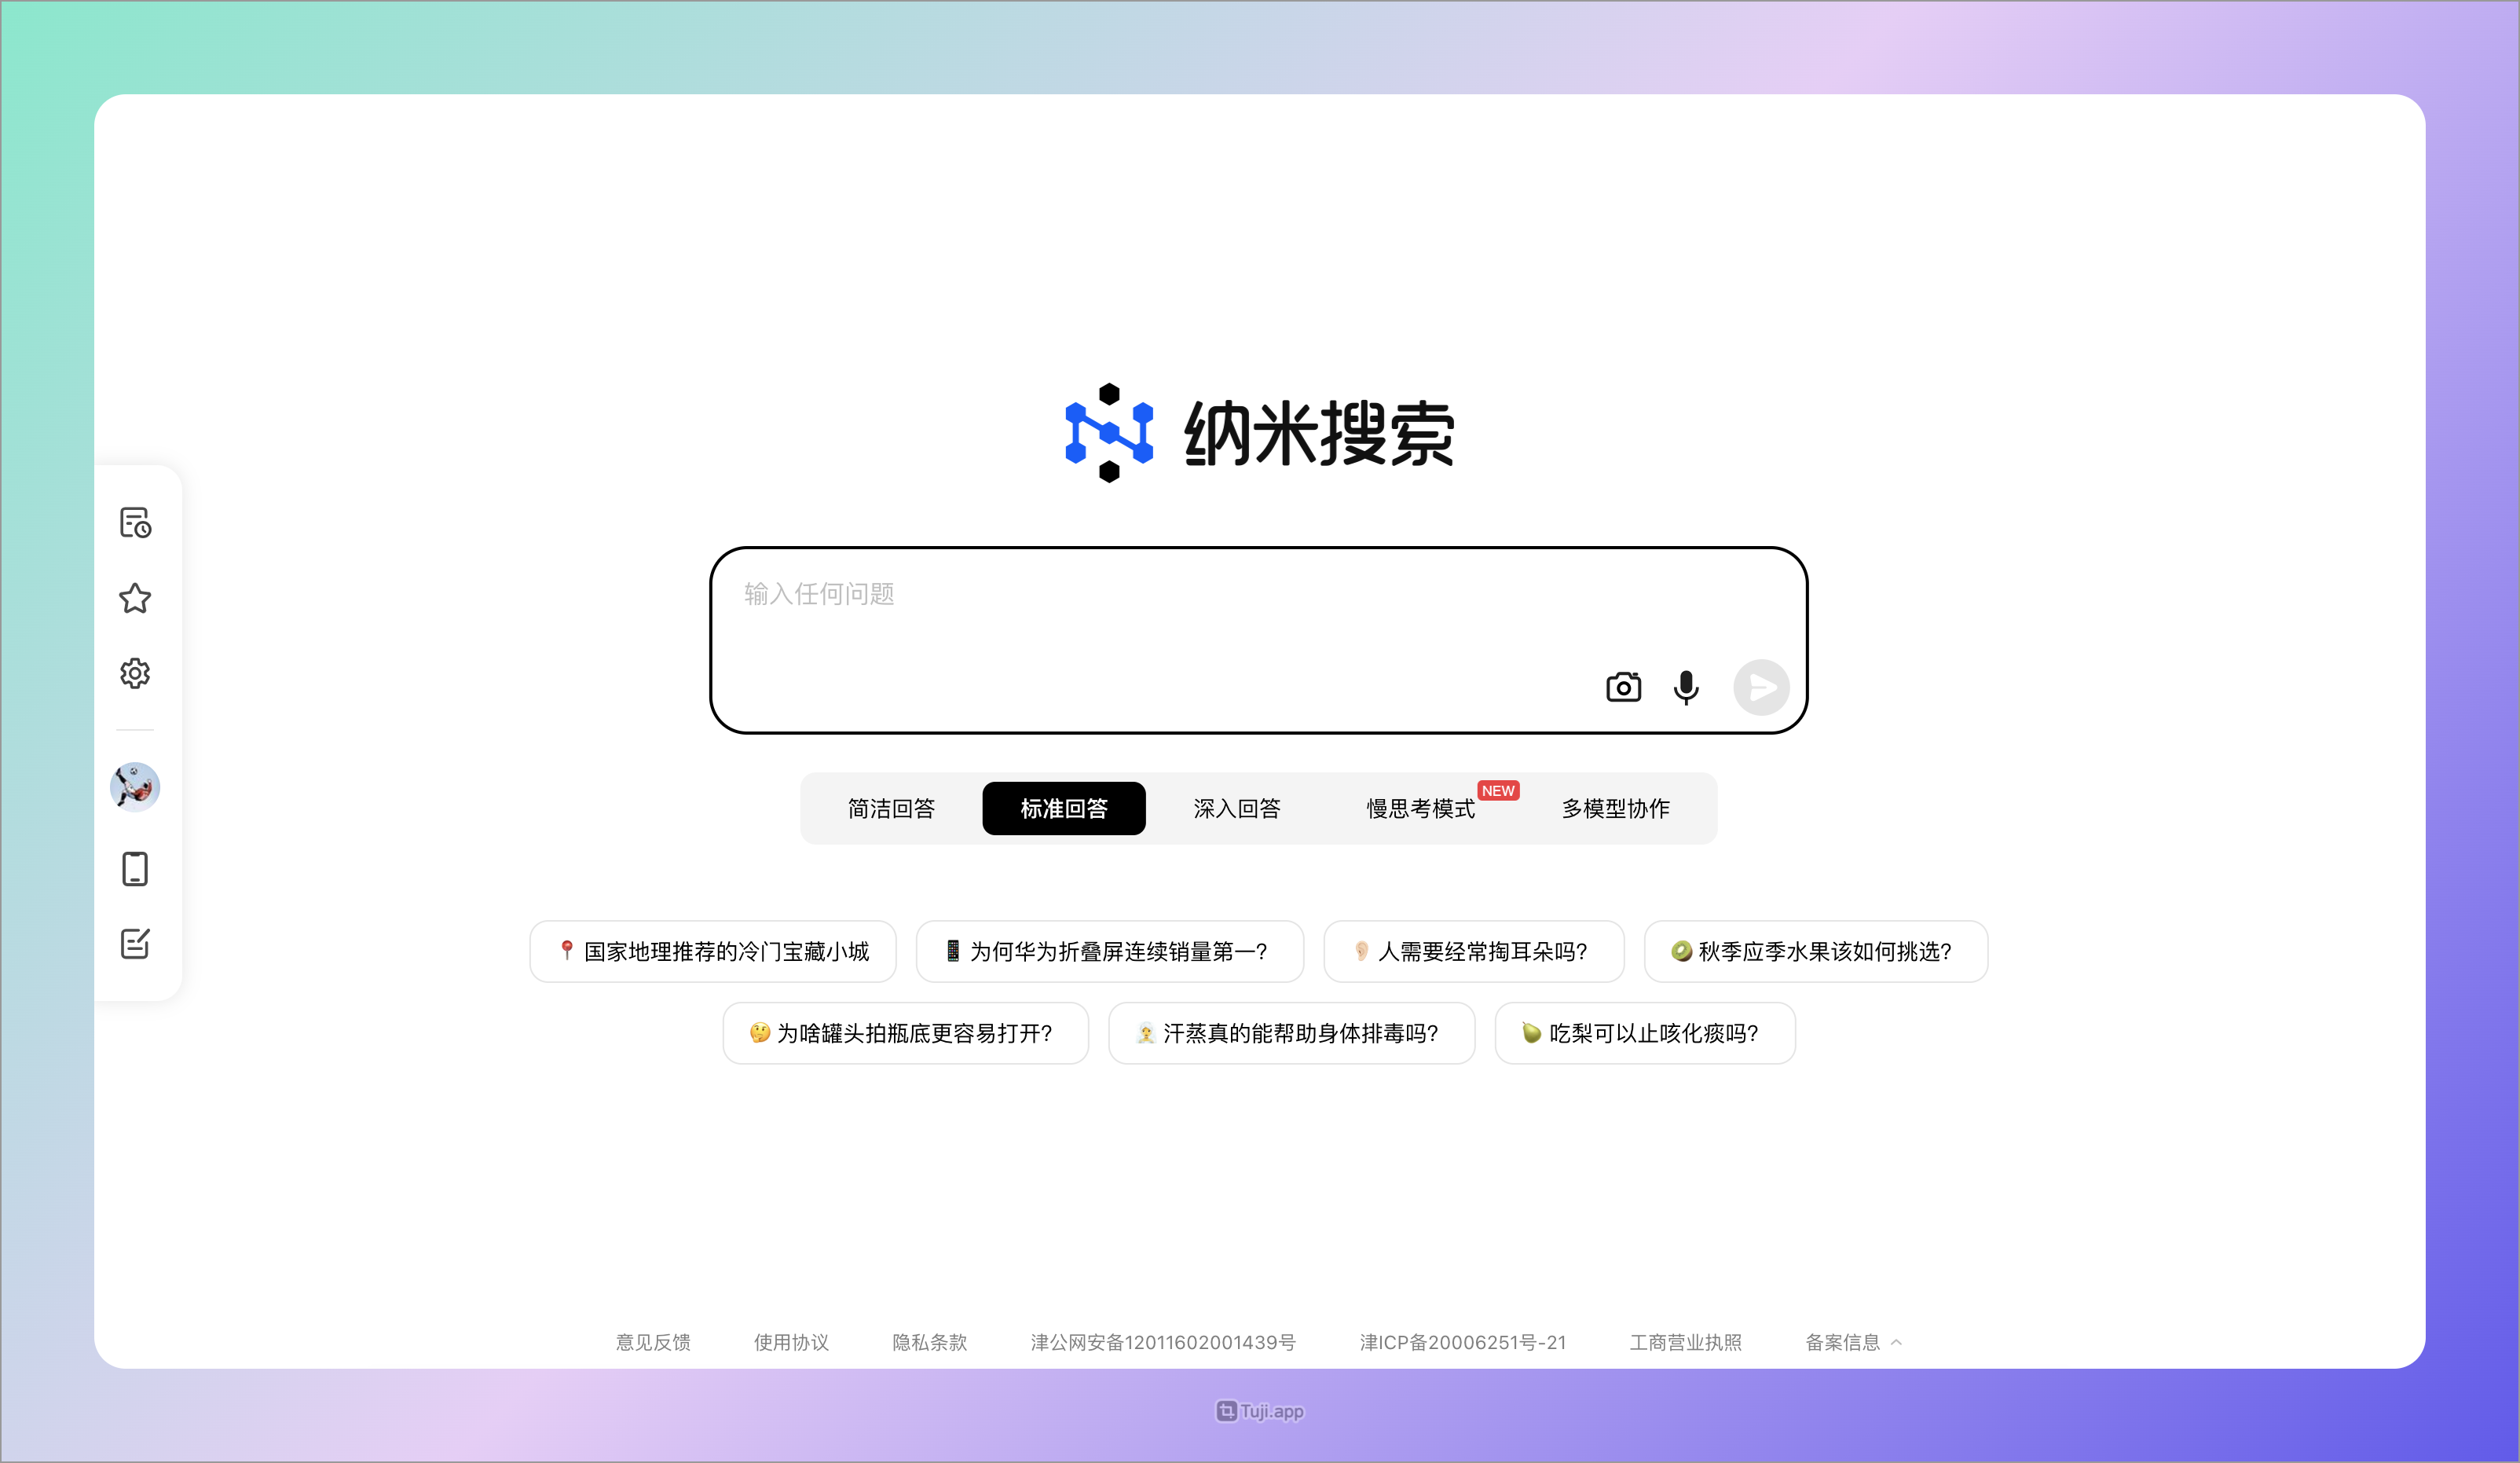 纳米搜索
输入任何问题
简洁回答 标准回答 深入回答 慢思考模式 NEW 多模型协作
国家地理推荐的冷门宝藏小城 为何华为折叠屏连续销量第一? 人需要经常掏耳朵吗? 秋季应季水果该如何挑选?
为啥罐头拍瓶底更容易打开? 汗蒸真的能帮助身体排毒吗? 吃梨可以止咳化痰吗?
意见反馈 使用协议 隐私条款 津公网安备12011602001439号 津ICP备20006251号-21 工商营业执照 备案信息
Tuji.app